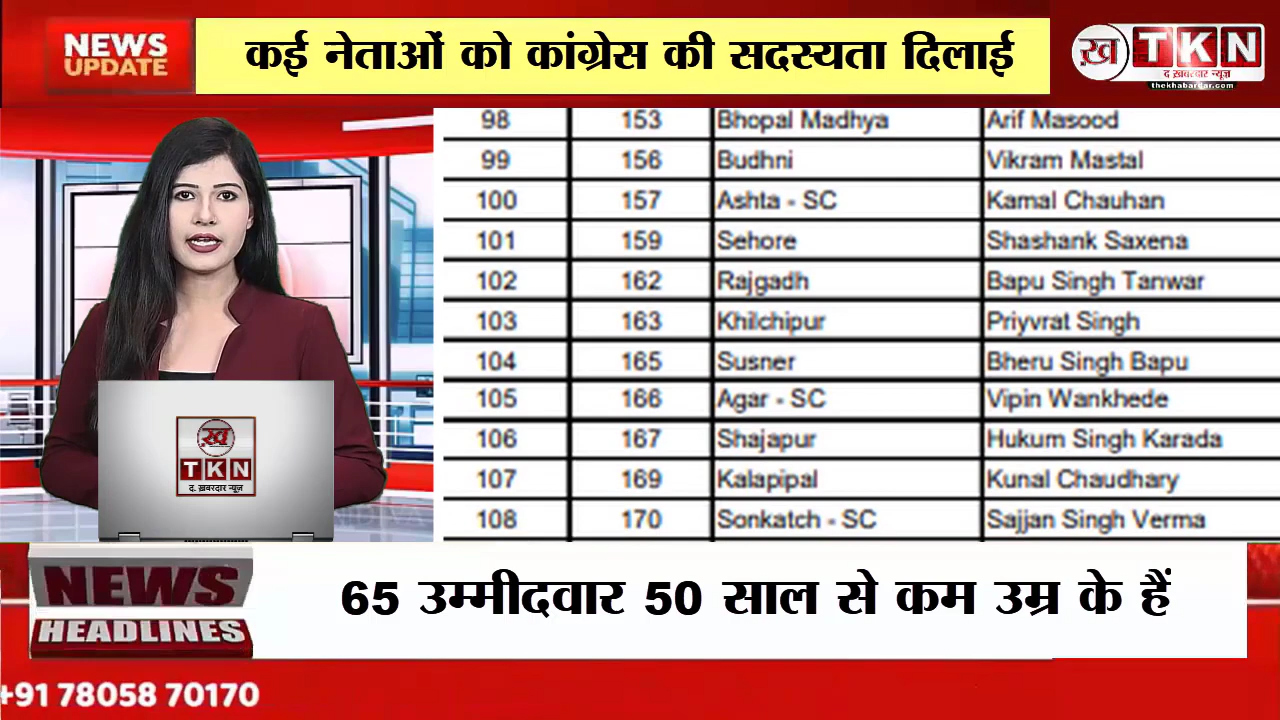 NEWS
UPDATE
कई नेताओं को कांग्रेस की सदस्यता दिलाई
ख़ TKN
द ख़बरदार न्यूज़
thekhabardar.com
98 153 Bhopal Madhya Arif Masood
99 156 Budhni Vikram Mastal
100 157 Ashta - SC Kamal Chauhan
101 159 Sehore Shashank Saxena
102 162 Rajgadh Bapu Singh Tanwar
103 163 Khilchipur Priyvrat Singh
104 165 Susner Bheru Singh Bapu
105 166 Agar - SC Vipin Wankhede
106 167 Shajapur Hukum Singh Karada
107 169 Kalapipal Kunal Chaudhary
108 170 Sonkatch - SC Sajjan Singh Verma
ख़
TKN
द ख़बरदार न्यूज़
NEWS
HEADLINES
65 उम्मीदवार 50 साल से कम उम्र के हैं
+91 78058 70170